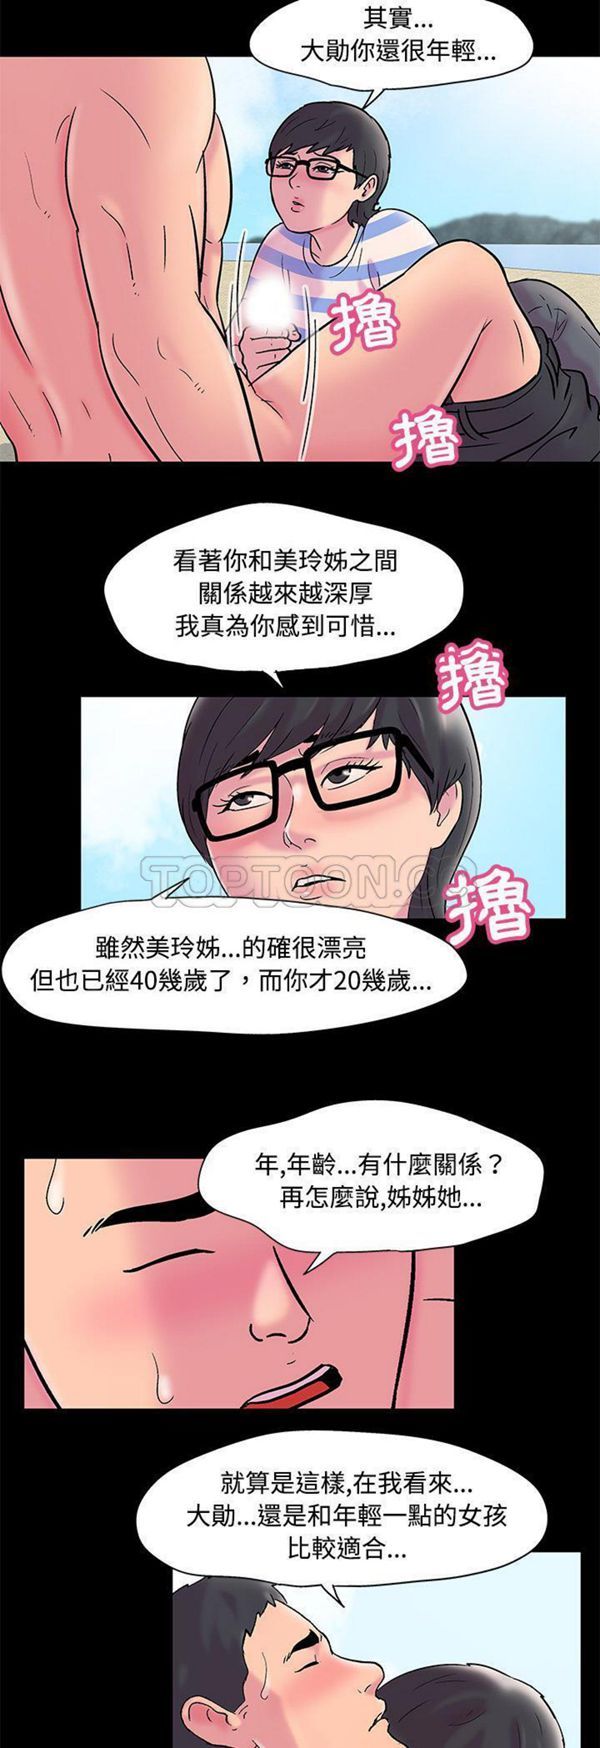 其實...
大勛你還很年輕...
擼
擼
看著你和美玲姊之間
關係越來越深厚
我真為你感到可惜...
擼
TOPTOON.CO
擼
雖然美玲姊...的確很漂亮
但也已經40幾歲了，而你才20幾歲...
年,年齡...有什麼關係？
再怎麼說,姊姊她...
就算是這樣,在我看來...
大勛...還是和年輕一點的女孩
比較適合...